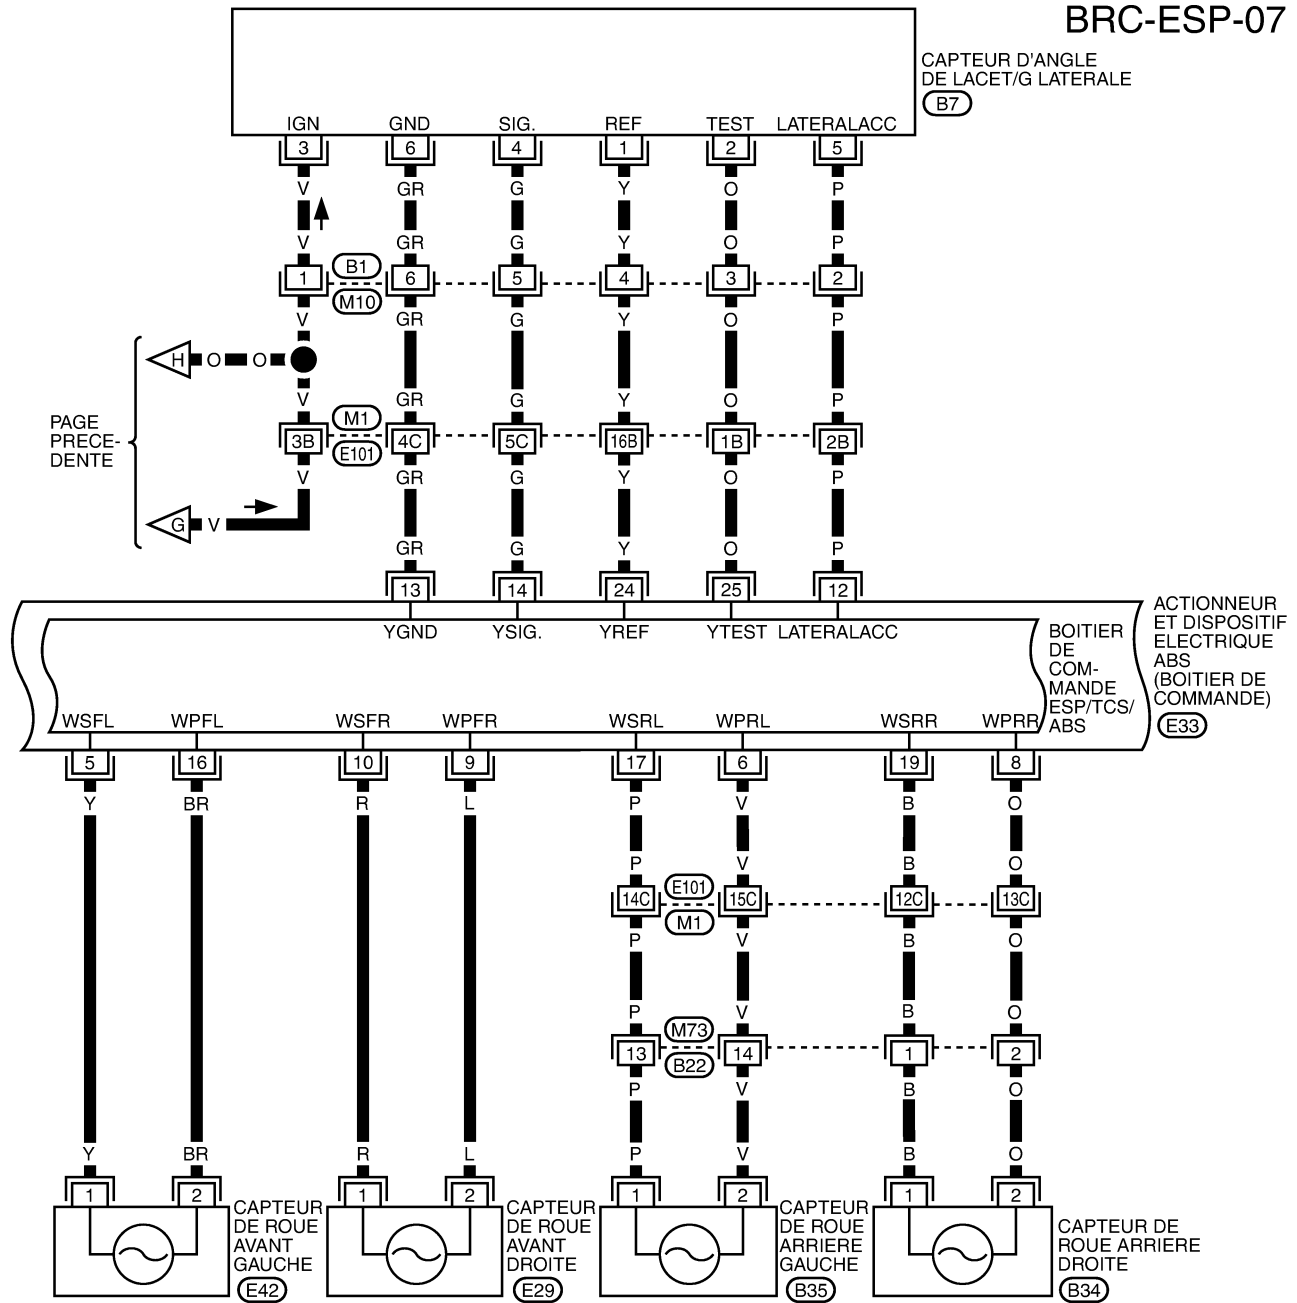 BRC-ESP-07
CAPTEUR D'ANGLE
DE LACET/G LATERALE
B7
IGN GND SIG. REF TEST LATERALACC
3 6 4 1 2 5
V GR G Y O P
V GR G Y O P
B1
1 6 5 4 3 2
M10
V GR G Y O P
H O O
V GR G Y O P
M1
3B 4C 5C 16B 1B 2B
E101
PAGE
PRECE-
DENTE
V GR G Y O P
G V
GR G Y O P
13 14 24 25 12
YGND YSIG. YREF YTEST LATERALACC
BOITIER
DE
COM-
MANDE
ESP/TCS/
ABS
ACTIONNEUR
ET DISPOSITIF
ELECTRIQUE
ABS
(BOITIER DE
COMMANDE)
E33
WSFL WPFL WSFR WPFR WSRL WPRL WSRR WPRR
5 16 10 9 17 6 19 8
Y BR R L P V B O
P V B O
E101
14C 15C 12C 13C
M1
P V B O
P V B O
M73
13 14 1 2
B22
P V B O
Y BR R L P V B O
1 2 1 2 1 2 1 2
CAPTEUR
DE ROUE
AVANT
GAUCHE
E42
CAPTEUR
DE ROUE
AVANT
DROITE
E29
CAPTEUR
DE ROUE
ARRIERE
GAUCHE
B35
CAPTEUR DE
ROUE ARRIERE
DROITE
B34